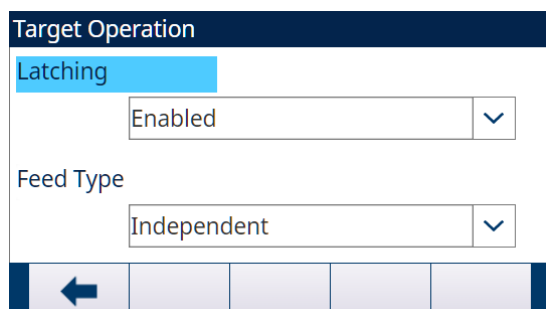 Target Operation
Latching
Enabled
Feed Type
Independent